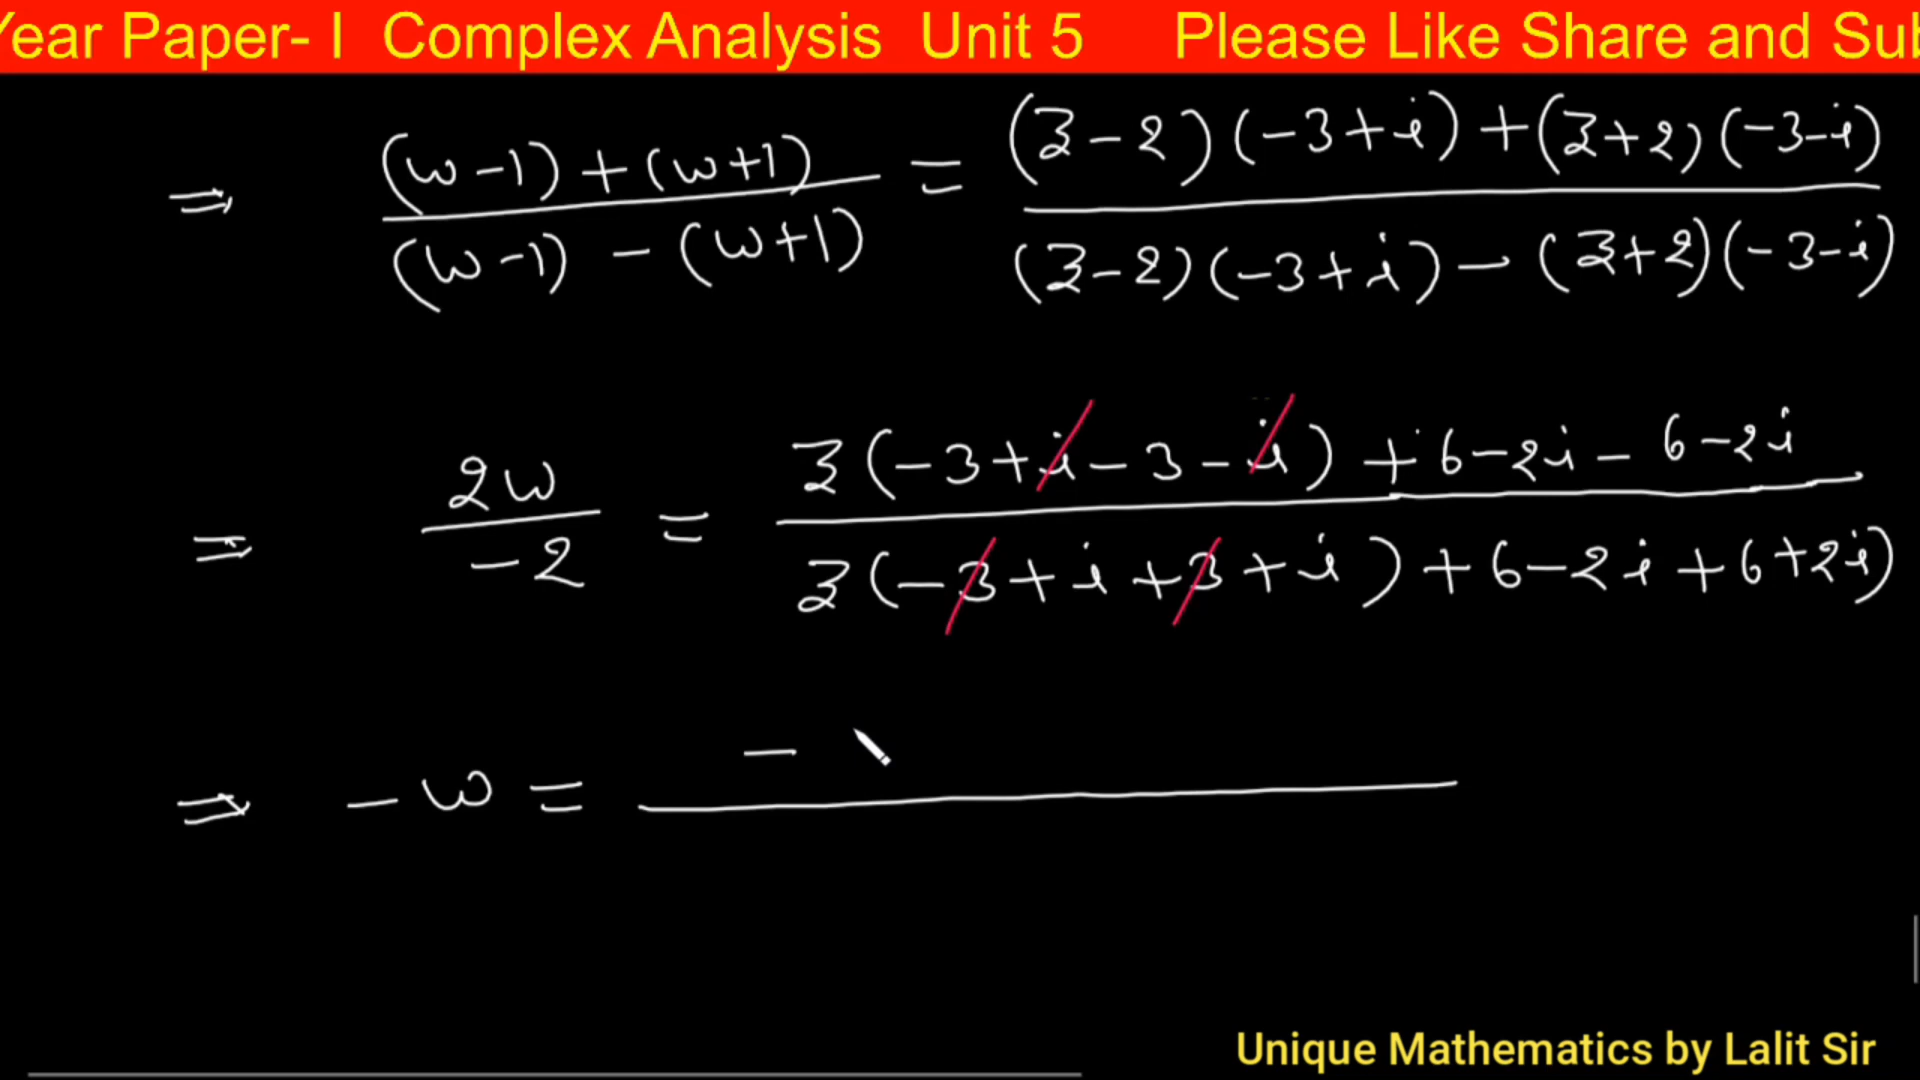 Year Paper- I Complex Analysis Unit 5 Please Like Share and Sub
⇒ ((w-1)+(w+1))/((w-1)-(w+1)) = ((z-2)(-3+i)+(z+2)(-3-i))/((z-2)(-3+i)-(z+2)(-3-i))
⇒ 2w/-2 = (z(-3+i-3-i)+6-2i-6-2i)/(z(-3+i+3+i)+6-2i+6+2i)
⇒ -w = -
Unique Mathematics by Lalit Sir